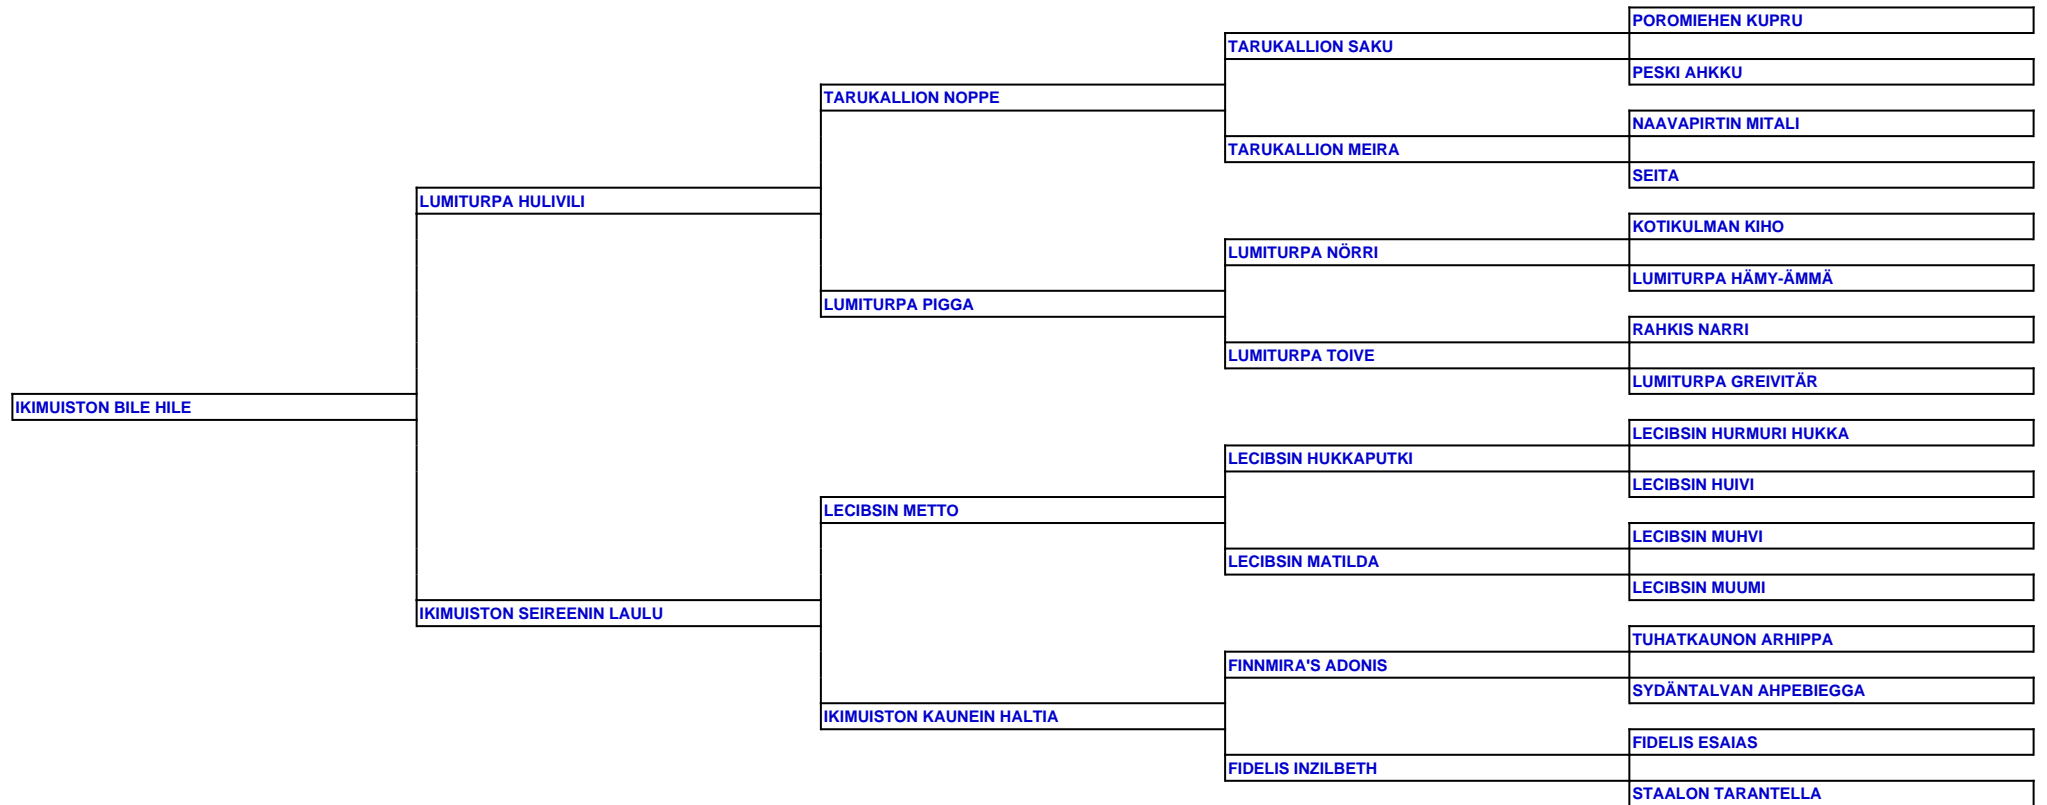 POROMIEHEN KUPRU
TARUKALLION SAKU
PESKI AHKKU
TARUKALLION NOPPE
NAAVAPIRTIN MITALI
TARUKALLION MEIRA
SEITA
LUMITURPA HULIVILI
KOTIKULMAN KIHO
LUMITURPA NÖRRI
LUMITURPA HÄMY-ÄMMÄ
LUMITURPA PIGGA
RAHKIS NARRI
LUMITURPA TOIVE
LUMITURPA GREIVITÄR
IKIMUISTON BILE HILE
LECIBSIN HURMURI HUKKA
LECIBSIN HUKKAPUTKI
LECIBSIN HUIVI
LECIBSIN METTO
LECIBSIN MUHVI
LECIBSIN MATILDA
LECIBSIN MUUMI
IKIMUISTON SEIREENIN LAULU
TUHATKAUNON ARHIPPA
FINNMIRA'S ADONIS
SYDÄNTALVAN AHPEBIEGGA
IKIMUISTON KAUNEIN HALTIA
FIDELIS ESAIAS
FIDELIS INZILBETH
STAALON TARANTELLA